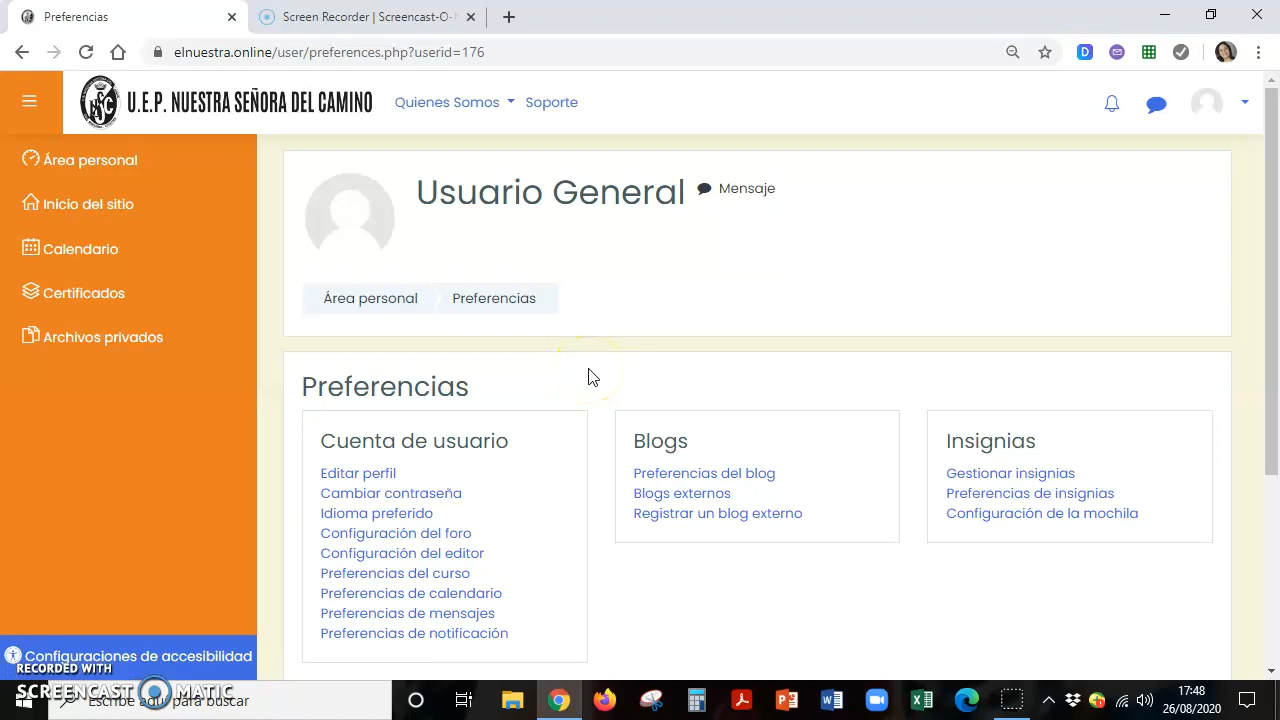 Preferencias
Screen Recorder | Screencast-O-
elnuestra.online/user/preferences.php?userid=176
D
U.E.P. NUESTRA SEÑORA DEL CAMINO
Quienes Somos
Soporte
Área personal
Inicio del sitio
Calendario
Certificados
Archivos privados
Usuario General
Mensaje
Área personal
Preferencias
Preferencias
Cuenta de usuario
Editar perfil
Cambiar contraseña
Idioma preferido
Configuración del foro
Configuración del editor
Preferencias del curso
Preferencias de calendario
Preferencias de mensajes
Preferencias de notificación
Blogs
Preferencias del blog
Blogs externos
Registrar un blog externo
Insignias
Gestionar insignias
Preferencias de insignias
Configuración de la mochila
Configuraciones de accesibilidad
RECORDED WITH
SCREENCAST MATIC
Escribe aquí para buscar
17:48
26/08/2020